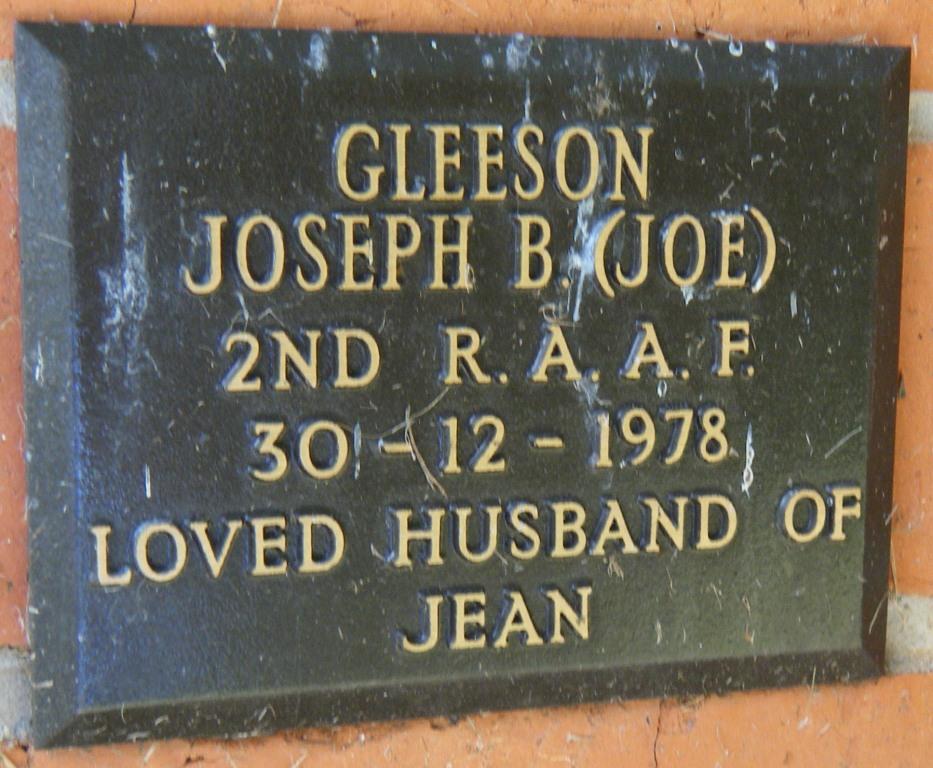 GLEESON
JOSEPH B. (JOE)
2ND R. A. A. F.
30 - 12 - 1978
LOVED HUSBAND OF
JEAN